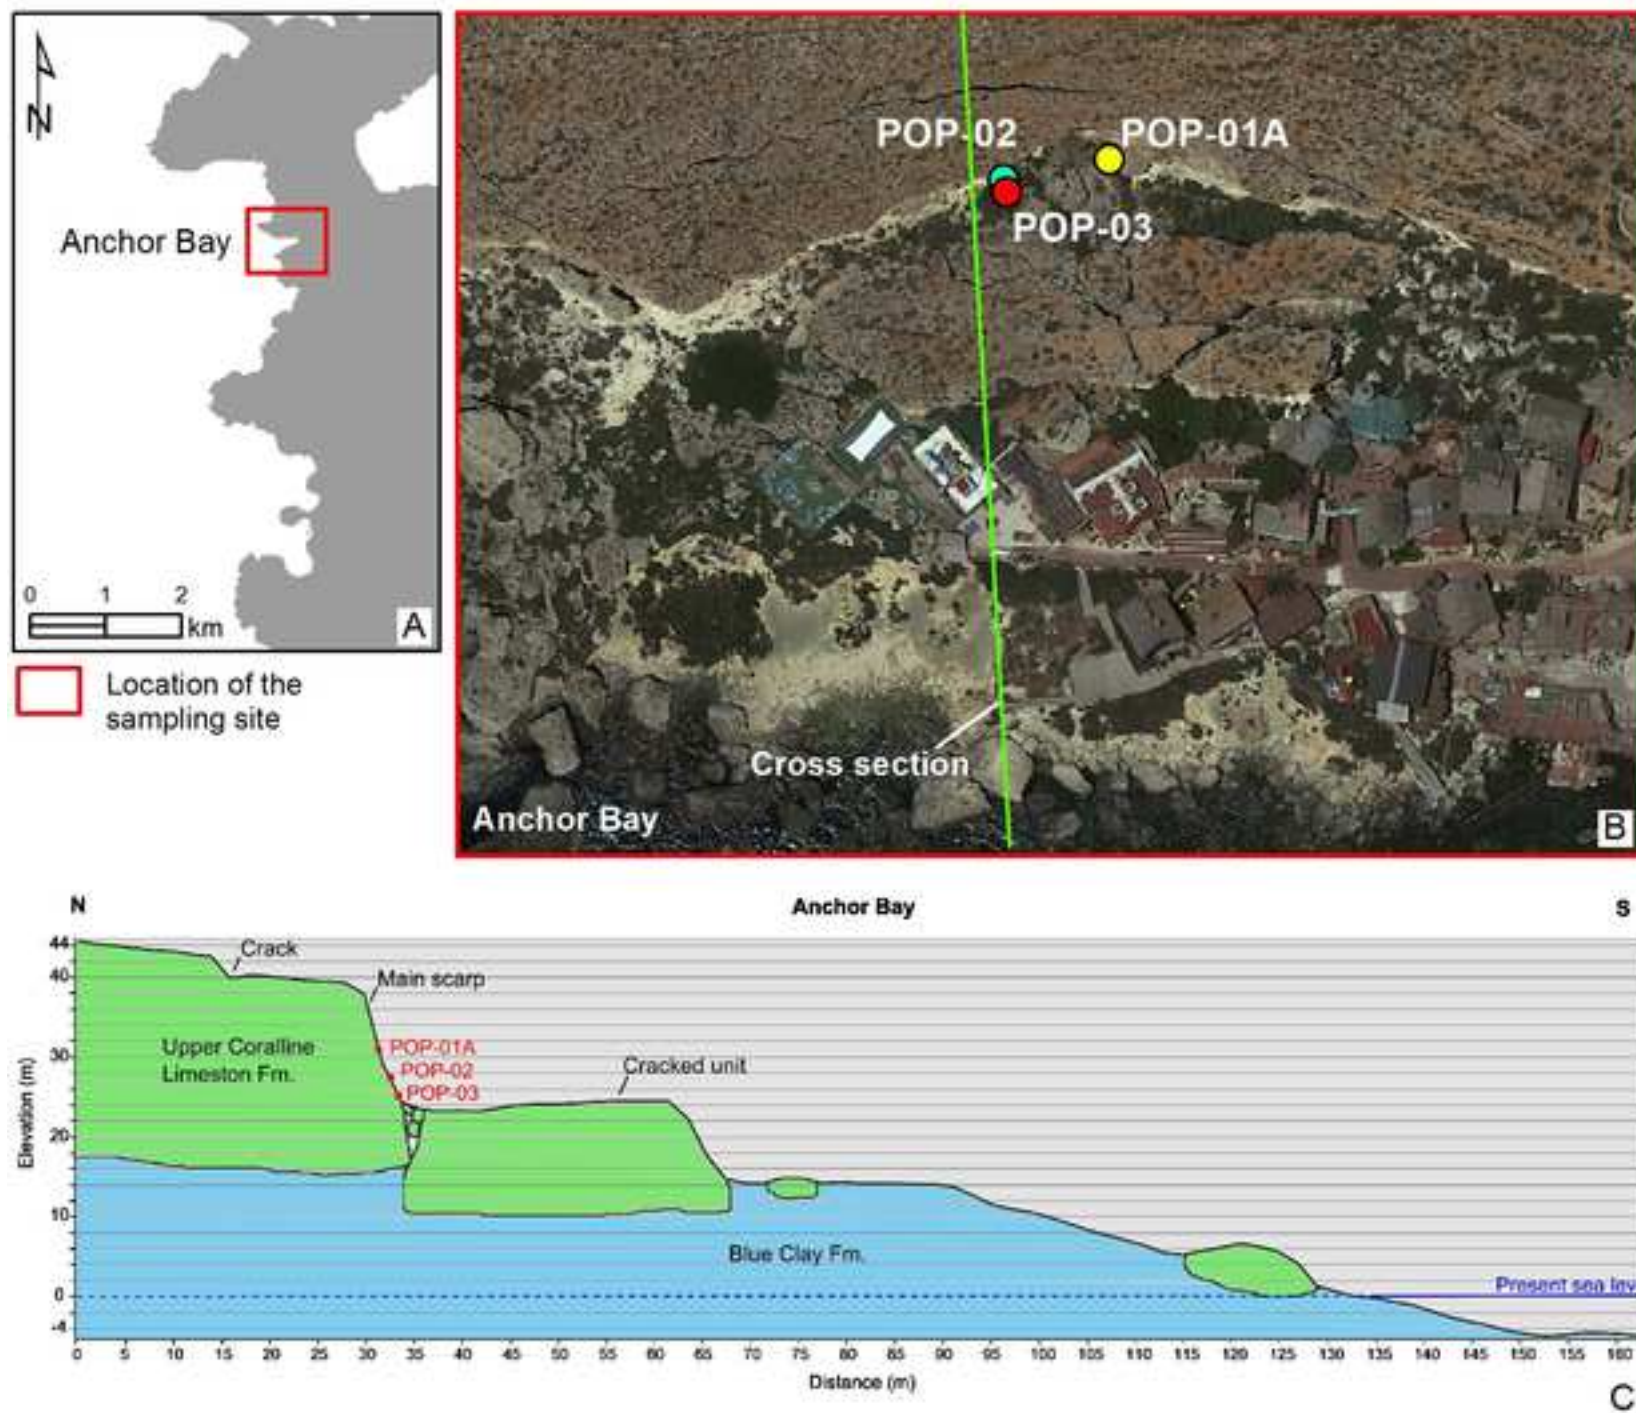 N
Anchor Bay
0 1 2
km
A
Location of the
sampling site
POP-02
POP-01A
POP-03
Cross section
Anchor Bay
B
N
Anchor Bay
S
44
40
30
20
10
0
-4
Elevation (m)
Crack
Main scarp
Upper Coralline
Limeston Fm.
POP-01A
POP-02
POP-03
Cracked unit
Blue Clay Fm.
Present sea lev
0 5 10 15 20 25 30 35 40 45 50 55 60 65 70 75 80 85 90 95 100 105 110 115 120 125 130 135 140 145 150 155 160
Distance (m)
C